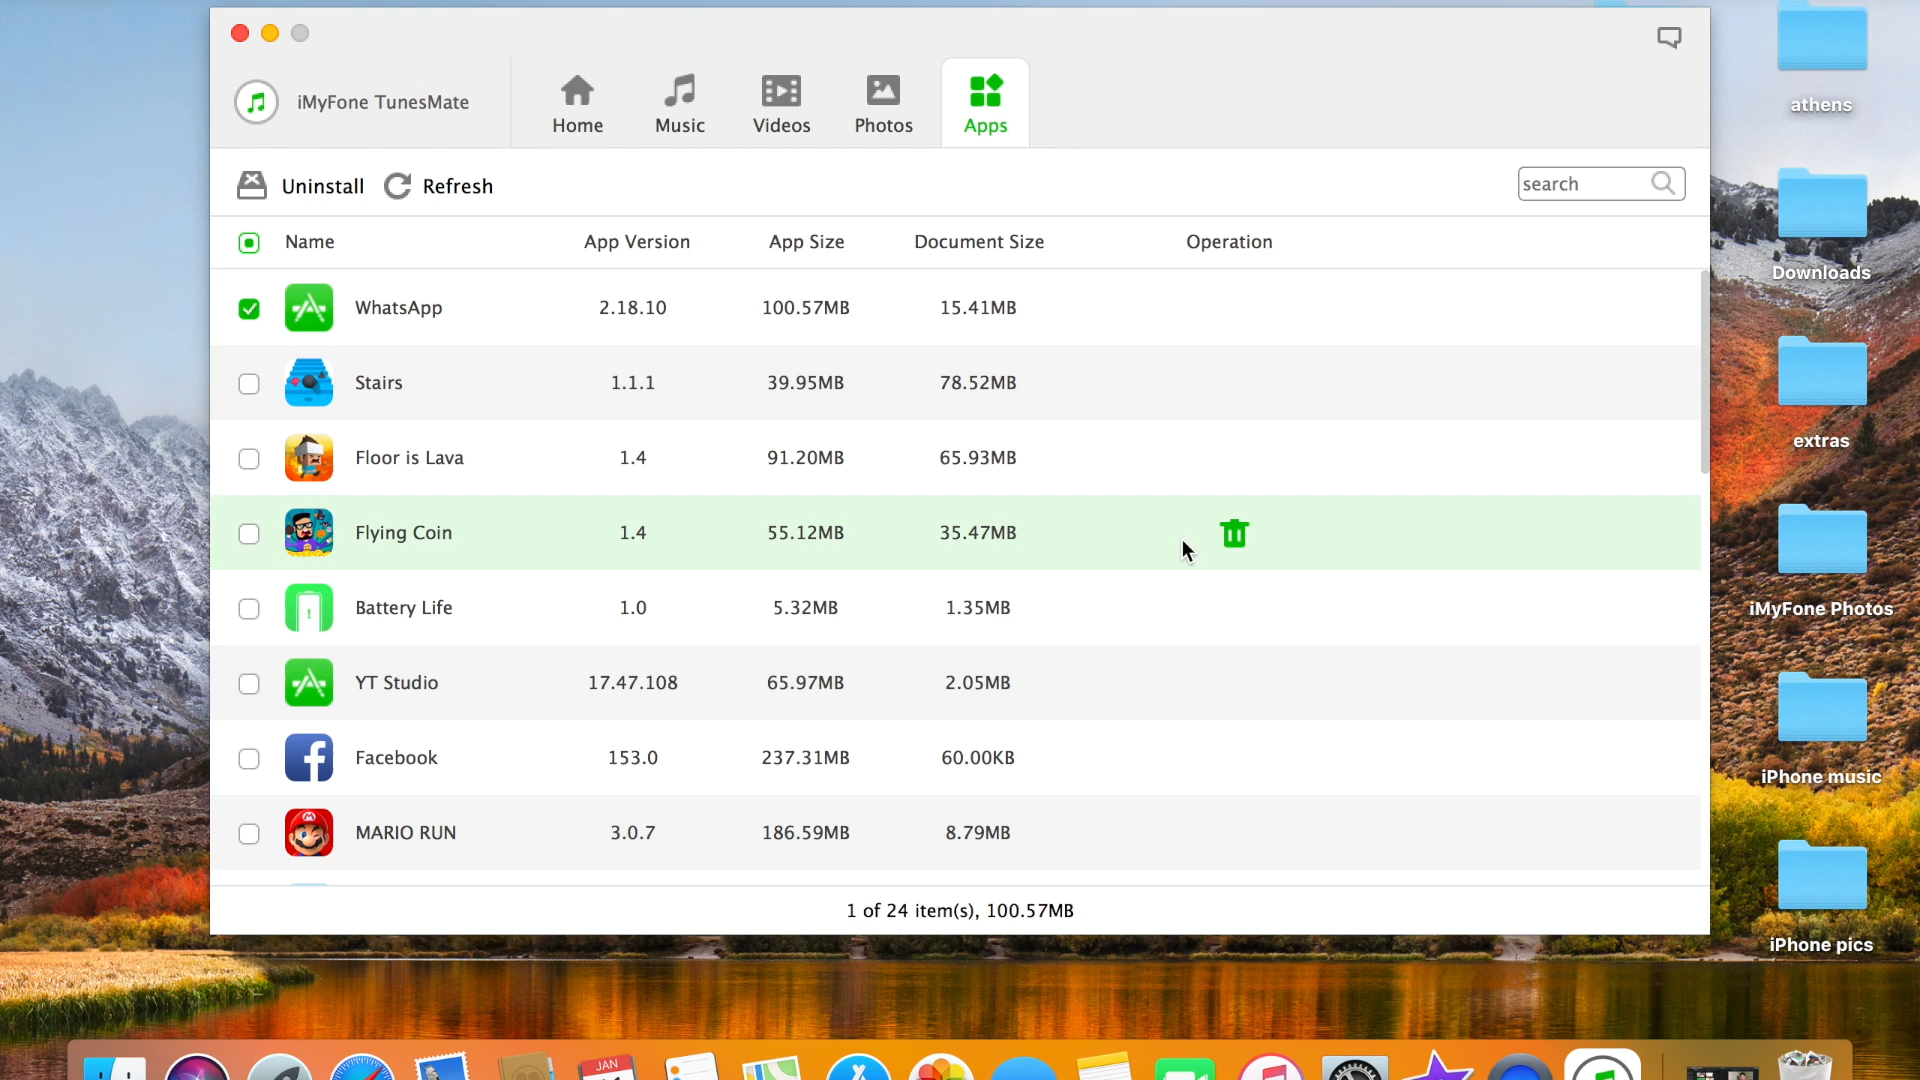 iMyFone TunesMate
Home
Music
Videos
Photos
Apps
Uninstall
Refresh
search
Name
App Version
App Size
Document Size
Operation
WhatsApp 2.18.10 100.57MB 15.41MB
Stairs 1.1.1 39.95MB 78.52MB
Floor is Lava 1.4 91.20MB 65.93MB
Flying Coin 1.4 55.12MB 35.47MB
Battery Life 1.0 5.32MB 1.35MB
YT Studio 17.47.108 65.97MB 2.05MB
Facebook 153.0 237.31MB 60.00KB
MARIO RUN 3.0.7 186.59MB 8.79MB
1 of 24 item(s), 100.57MB
athens
Downloads
extras
iMyFone Photos
iPhone music
iPhone pics
JAN